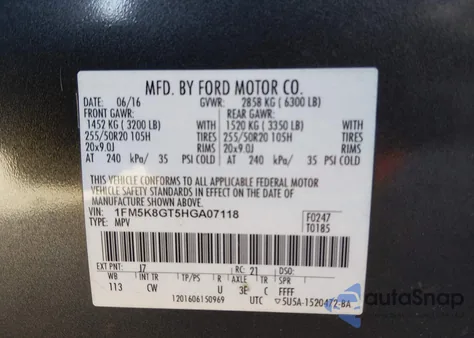 MFD. BY FORD MOTOR CO.
DATE: 06/16 GVWR: 2858 KG ( 6300 LB)
FRONT GAWR: REAR GAWR:
1452 KG ( 3200 LB) WITH 1520 KG ( 3350 LB) WITH
255/50R20 105H TIRES 255/50R20 105H TIRES
20x9.0J RIMS 20x9.0J RIMS
AT 240 kPa/ 35 PSI COLD AT 240 kPa/ 35 PSI COLD
THIS VEHICLE CONFORMS TO ALL APPLICABLE FEDERAL MOTOR
VEHICLE SAFETY STANDARDS IN EFFECT ON THE DATE OF
MANUFACTURE SHOWN ABOVE.
VIN: 1FM5K8GT5HGA07118 F0247
TYPE: MPV T0185
EXT PNT: J7 RC: 21 DSO:
WB INT TR TP/PS R AXLE TR SPR
113 CW U 3E C FFFF
1201606150969 UTC 5U5A-1520472-BA
autoSnap